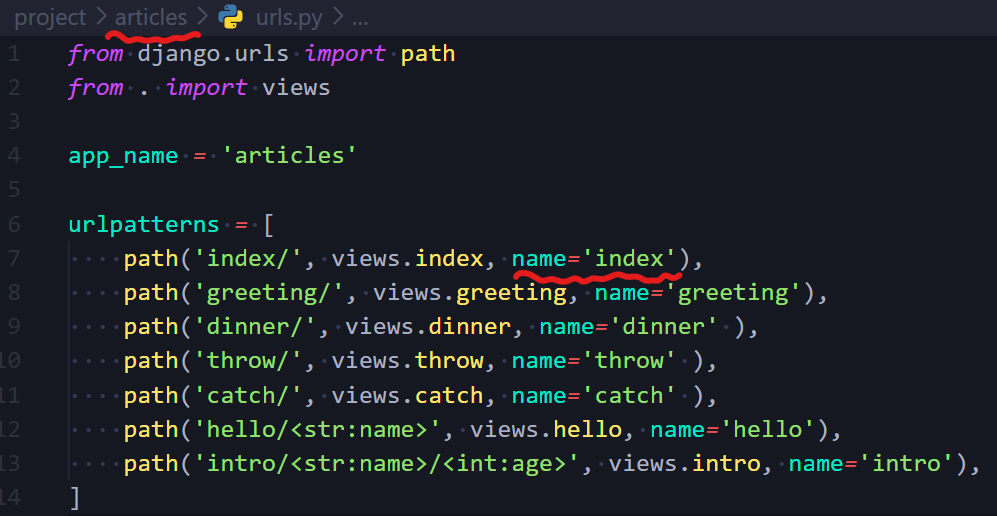 project > articles > urls.py > ...
1 from django.urls import path
2 from . import views
3
4 app_name = 'articles'
5
6 urlpatterns = [
7     path('index/', views.index, name='index'),
8     path('greeting/', views.greeting, name='greeting'),
9     path('dinner/', views.dinner, name='dinner' ),
10     path('throw/', views.throw, name='throw' ),
11     path('catch/', views.catch, name='catch' ),
12     path('hello/<str:name>', views.hello, name='hello'),
13     path('intro/<str:name>/<int:age>', views.intro, name='intro'),
14 ]